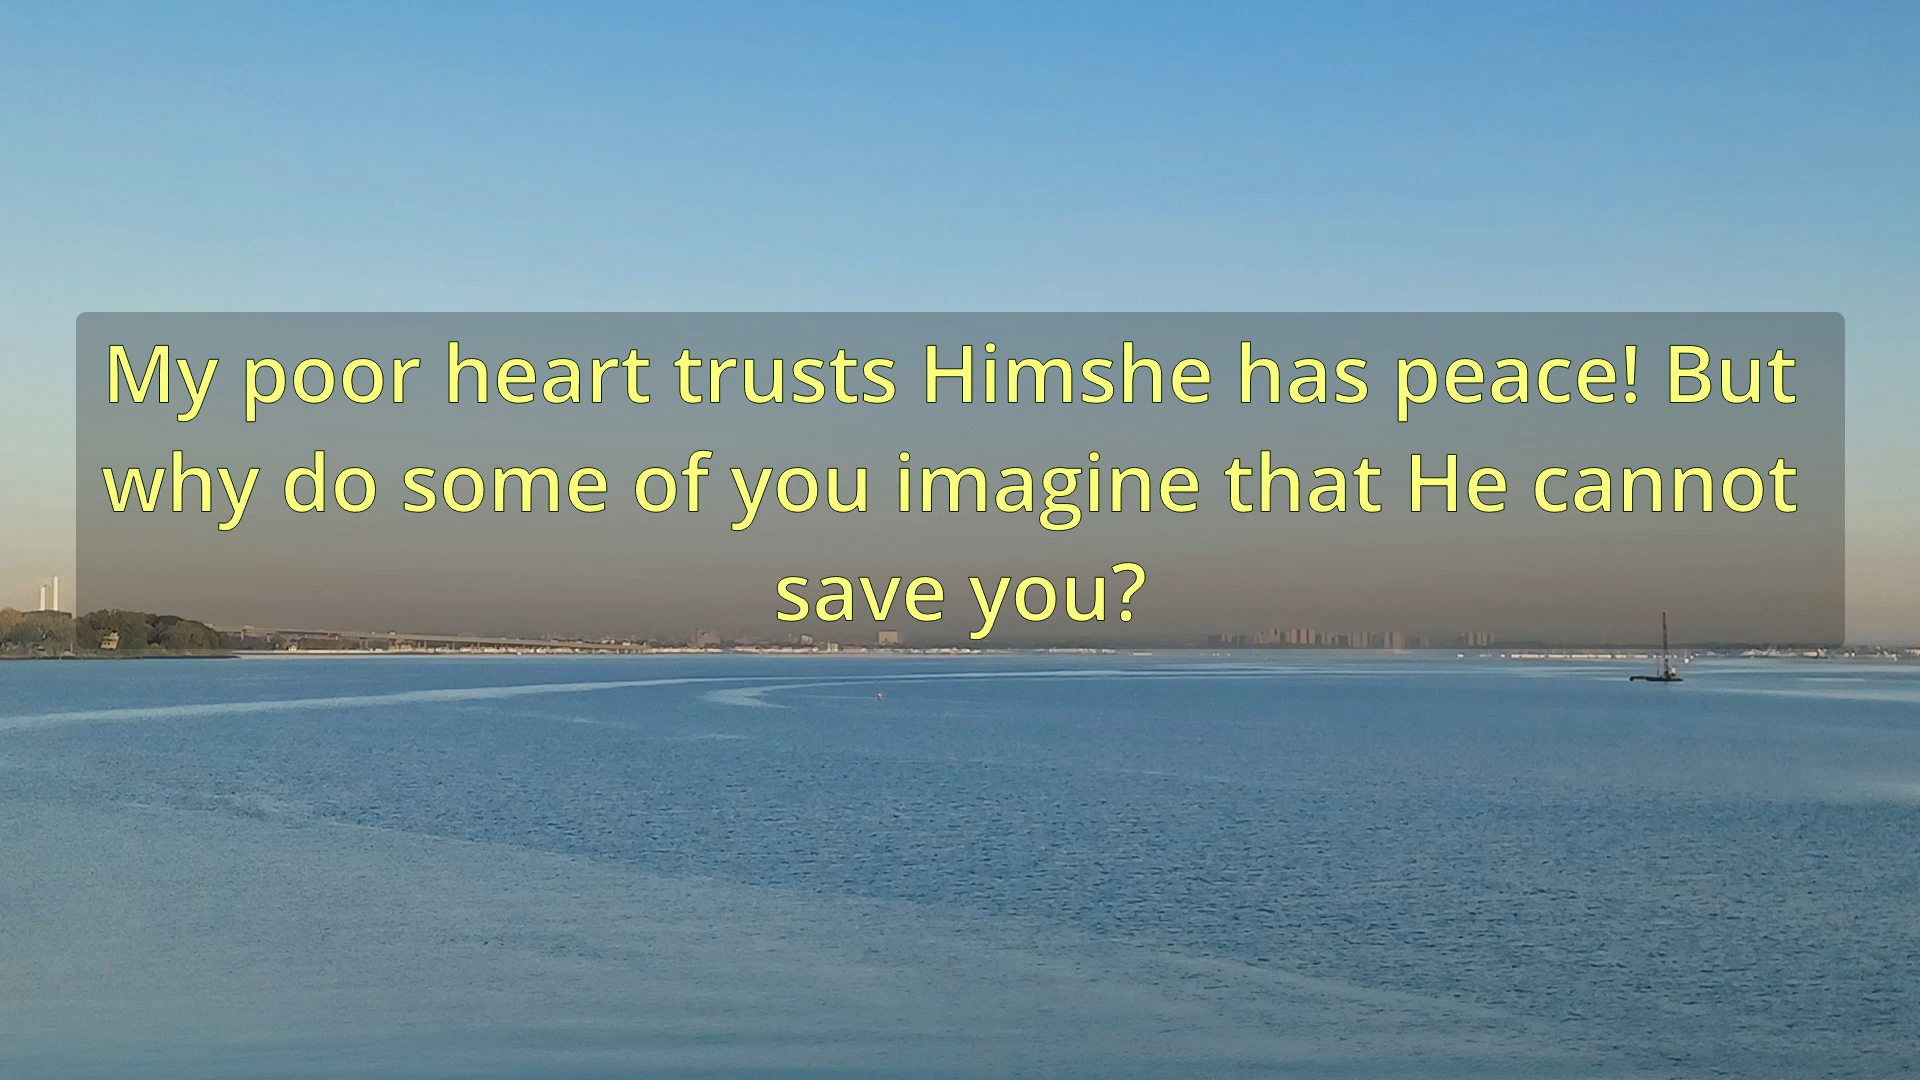 My poor heart trusts Himshe has peace! But
why do some of you imagine that He cannot
save you?